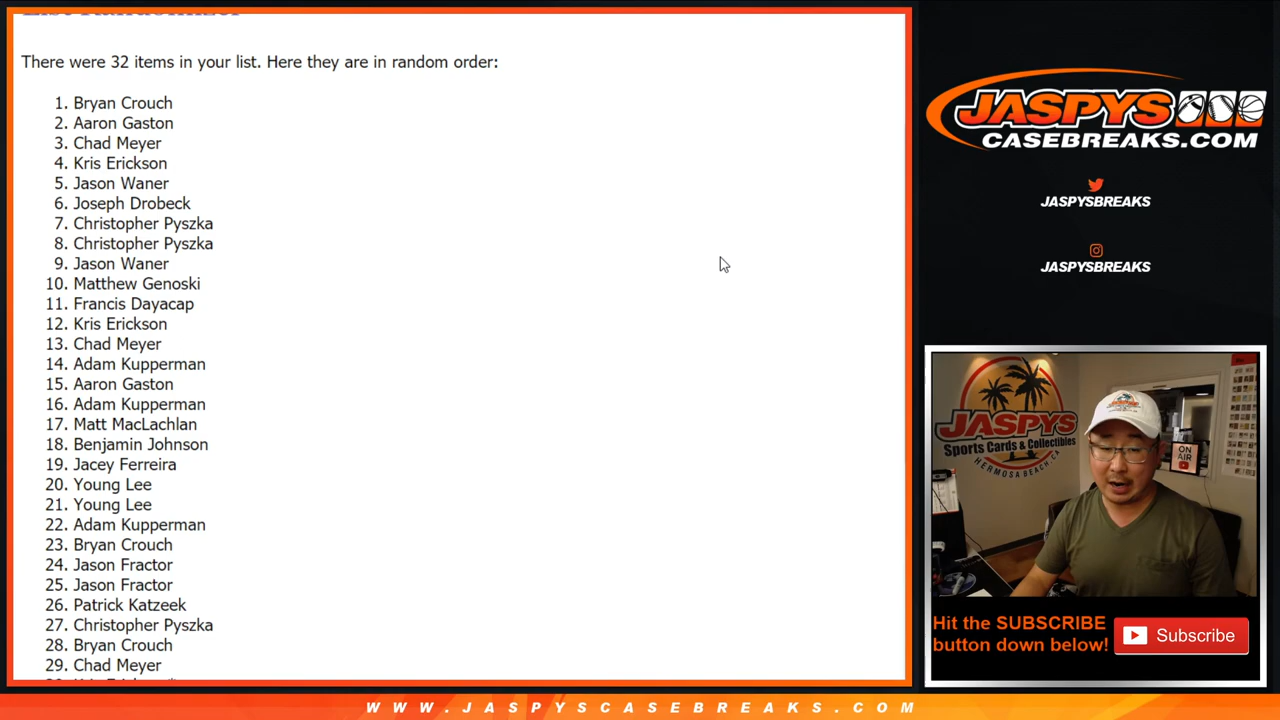 There were 32 items in your list. Here they are in random order:
1. Bryan Crouch
2. Aaron Gaston
3. Chad Meyer
4. Kris Erickson
5. Jason Waner
6. Joseph Drobeck
7. Christopher Pyszka
8. Christopher Pyszka
9. Jason Waner
10. Matthew Genoski
11. Francis Dayacap
12. Kris Erickson
13. Chad Meyer
14. Adam Kupperman
15. Aaron Gaston
16. Adam Kupperman
17. Matt MacLachlan
18. Benjamin Johnson
19. Jacey Ferreira
20. Young Lee
21. Young Lee
22. Adam Kupperman
23. Bryan Crouch
24. Jason Fractor
25. Jason Fractor
26. Patrick Katzeek
27. Christopher Pyszka
28. Bryan Crouch
29. Chad Meyer
JASPYS
CASEBREAKS.COM
JASPYSBREAKS
JASPYSBREAKS
JASPYS
Sports Cards & Collectibles
HERMOSA BEACH, CA
ON
AIR
Hit the SUBSCRIBE
button down below!
Subscribe
WWW.JASPYSCASEBREAKS.COM